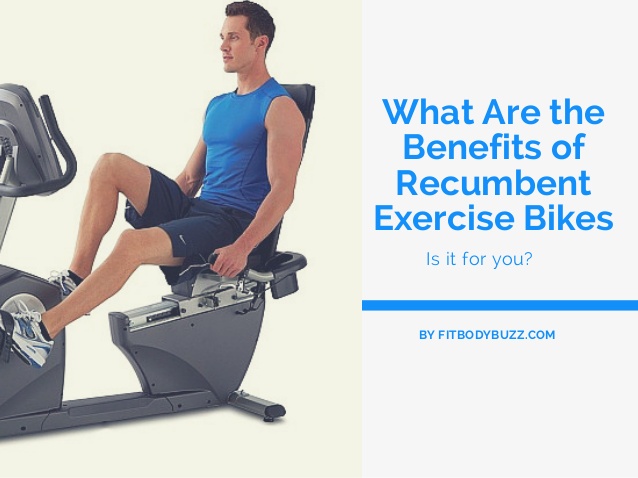 What Are the
Benefits of
Recumbent
Exercise Bikes
Is it for you?
BY FITBODYBUZZ.COM